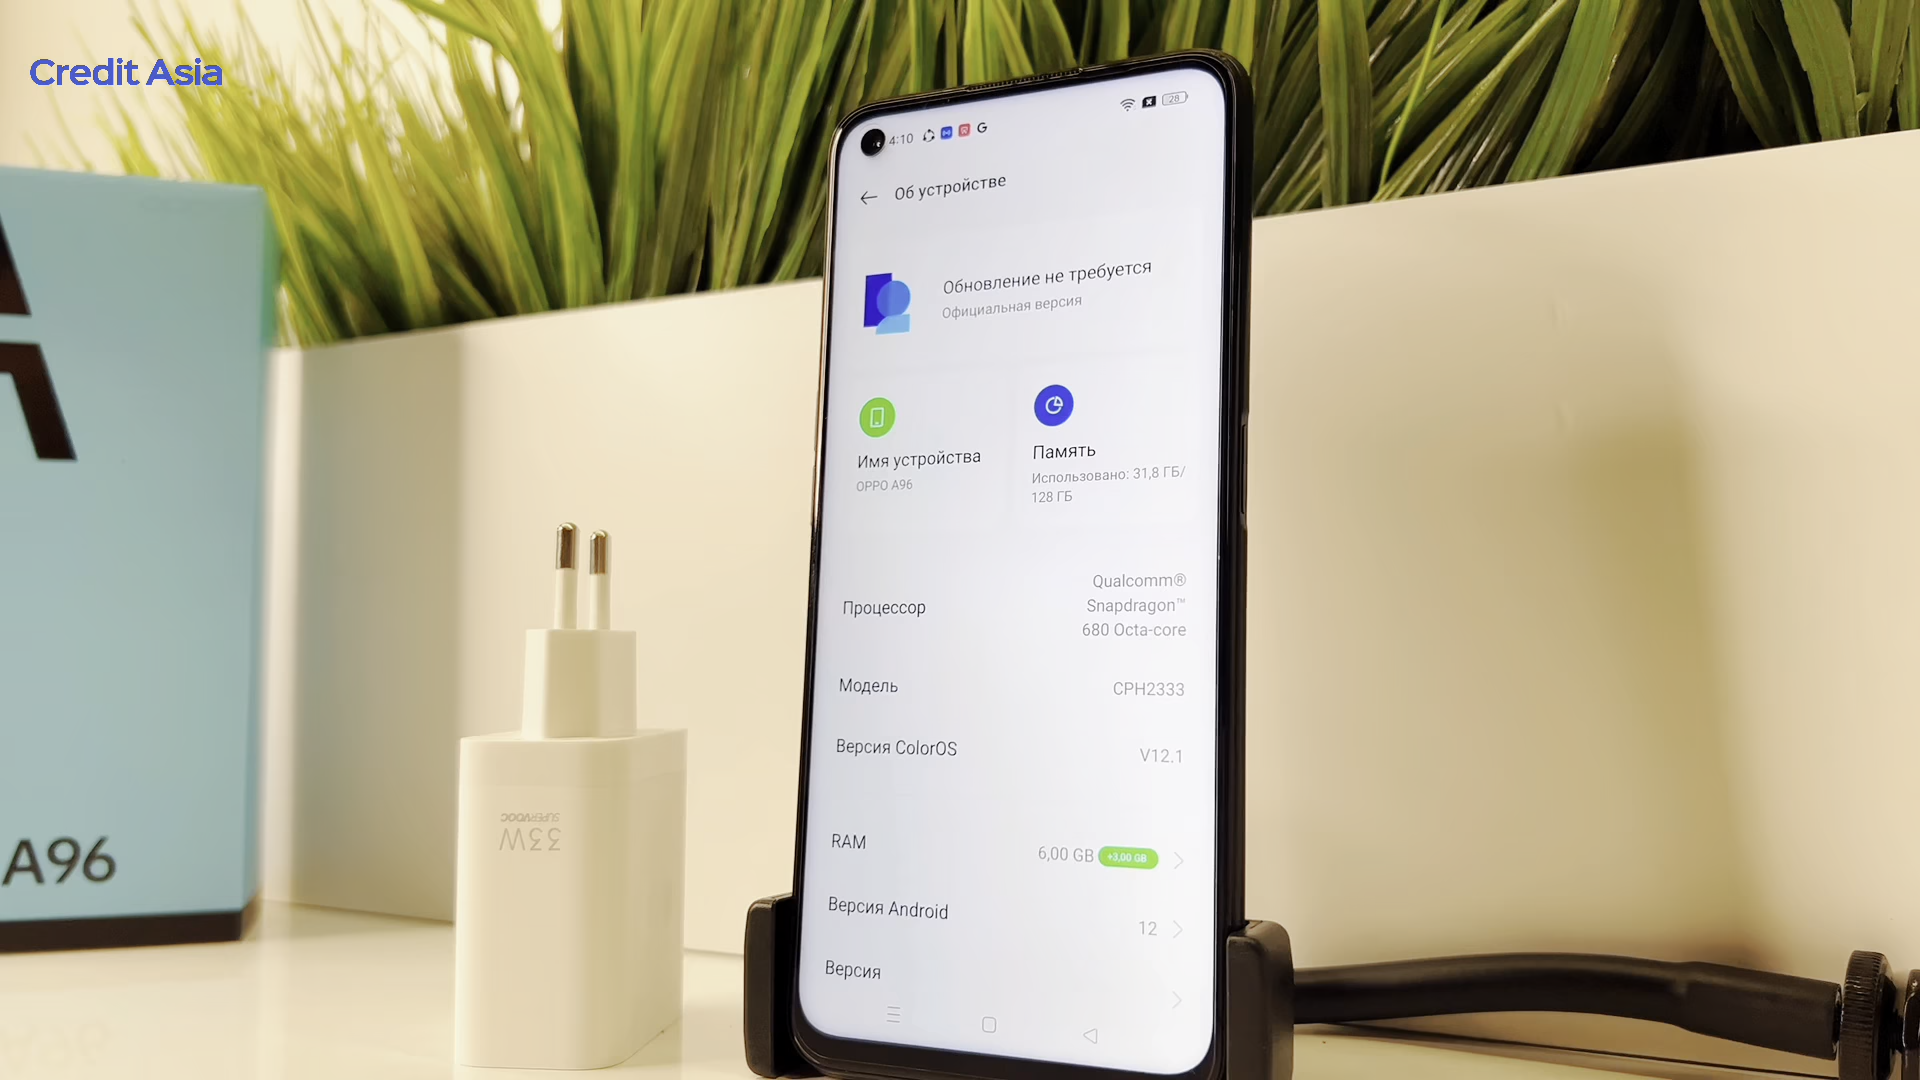 Credit Asia
4:10
28
Об устройстве
Обновление не требуется
Официальная версия
Имя устройства
OPPO A96
Память
Использовано: 31,8 ГБ/
128 ГБ
Процессор
Qualcomm®
Snapdragon™
680 Octa-core
Модель
CPH2333
Версия ColorOS
V12.1
RAM
6,00 GB +3,00 GB
Версия Android
12
Версия
A96
33W
SUPERVOOC